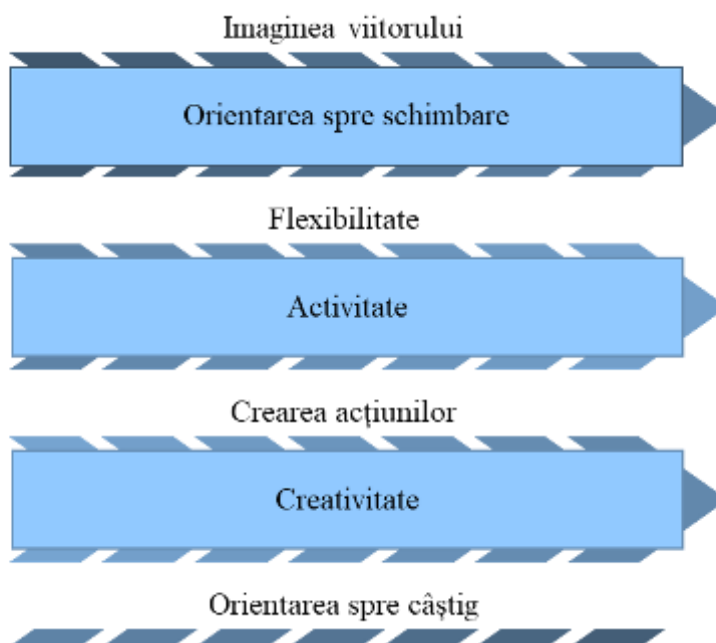 Imaginea viitorului
Orientarea spre schimbare
Flexibilitate
Activitate
Crearea acțiunilor
Creativitate
Orientarea spre câștig